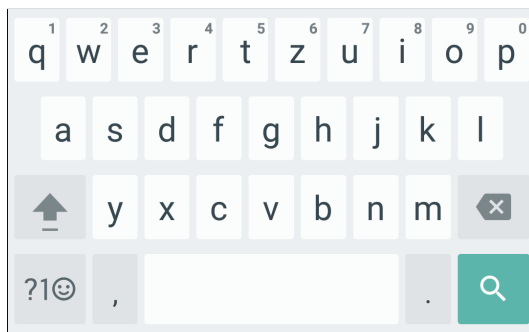 1 2 3 4 5 6 7 8 9 0
q w e r t z u i o p
a s d f g h j k l
y x c v b n m
?1☺ , .